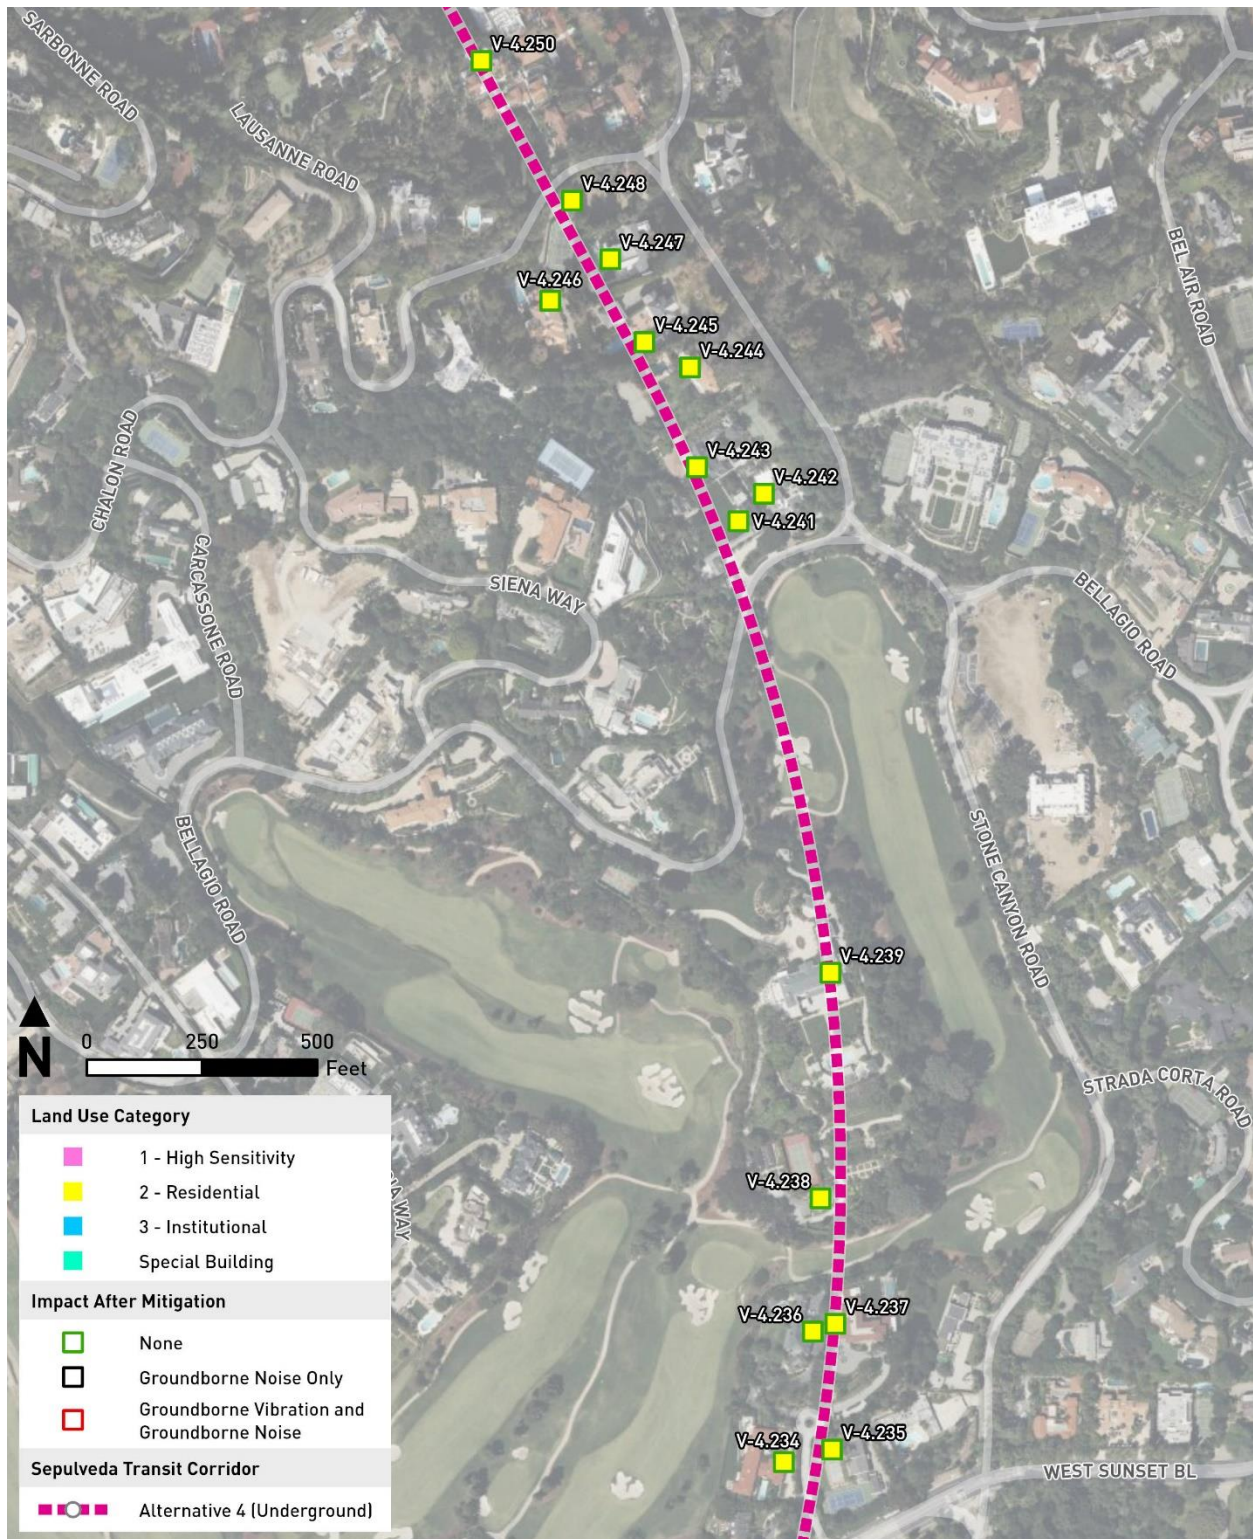 SARBONNE ROAD
V-4.250
LAUSANNE ROAD
V-4.248
V-4.247
V-4.246
BEL AIR ROAD
V-4.245
V-4.244
CHALON ROAD
V-4.243
V-4.242
V-4.241
CARCASSONE ROAD
SIENA WAY
BELLAGIO ROAD
BELLAGIO ROAD
STONE CANYON ROAD
V-4.239
N
0 250 500
Feet
STRADA CORTA ROAD
V-4.238
WAY
V-4.237
V-4.236
V-4.235
V-4.234
WEST SUNSET BL
Land Use Category
1 - High Sensitivity
2 - Residential
3 - Institutional
Special Building
Impact After Mitigation
None
Groundborne Noise Only
Groundborne Vibration and
Groundborne Noise
Sepulveda Transit Corridor
Alternative 4 (Underground)